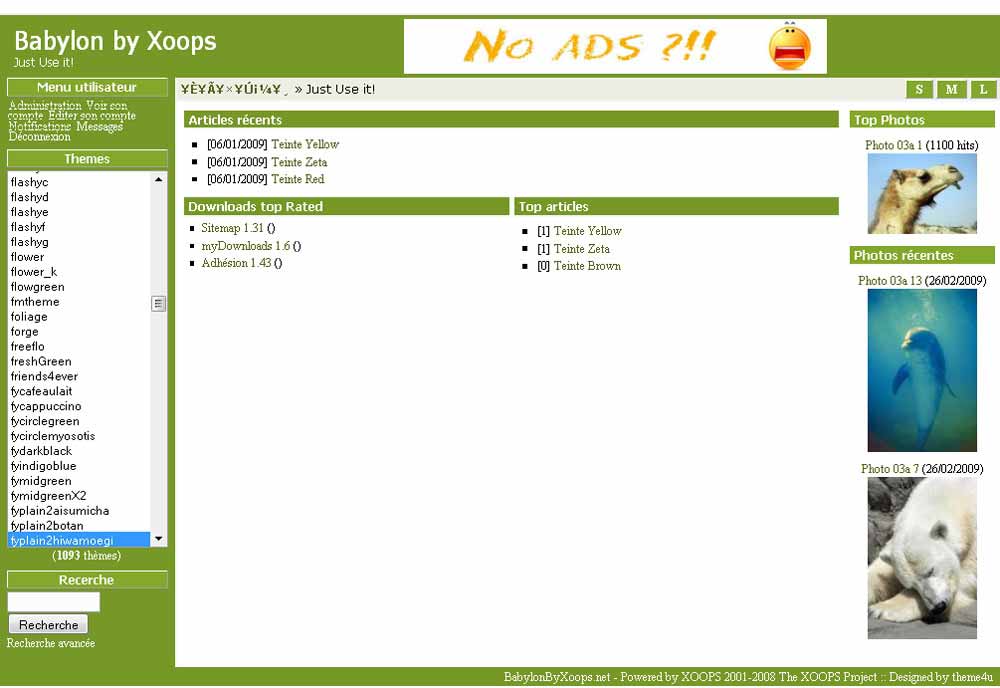 Babylon by Xoops
Just Use it!
No ADS ?!!
Menu utilisateur
Administration Voir son
compte Editer son compte
Notifications Messages
Déconnexion
Themes
flashyc
flashyd
flashye
flashyf
flashyg
flower
flower_k
flowgreen
fmtheme
foliage
forge
freeflo
freshGreen
friends4ever
fycafeaulait
fycappuccino
fycirclegreen
fycirclemyosotis
fydarkblack
fyindigoblue
fymidgreen
fymidgreenX2
fyplain2aisumicha
fyplain2botan
fyplain2hiwamoegi
(1093 thèmes)
Recerche
Recherche
Recherche avancée
¥È¥Ã¥×¥Ú¡¼¥¸ » Just Use it!
S M L
Articles récents
[06/01/2009] Teinte Yellow
[06/01/2009] Teinte Zeta
[06/01/2009] Teinte Red
Downloads top Rated
Sitemap 1.31 ()
myDownloads 1.6 ()
Adhésion 1.43 ()
Top articles
[1] Teinte Yellow
[1] Teinte Zeta
[0] Teinte Brown
Top Photos
Photo 03a 1 (1100 hits)
Photos récentes
Photo 03a 13 (26/02/2009)
Photo 03a 7 (26/02/2009)
BabylonByXoops.net - Powered by XOOPS 2001-2008 The XOOPS Project :: Designed by theme4u